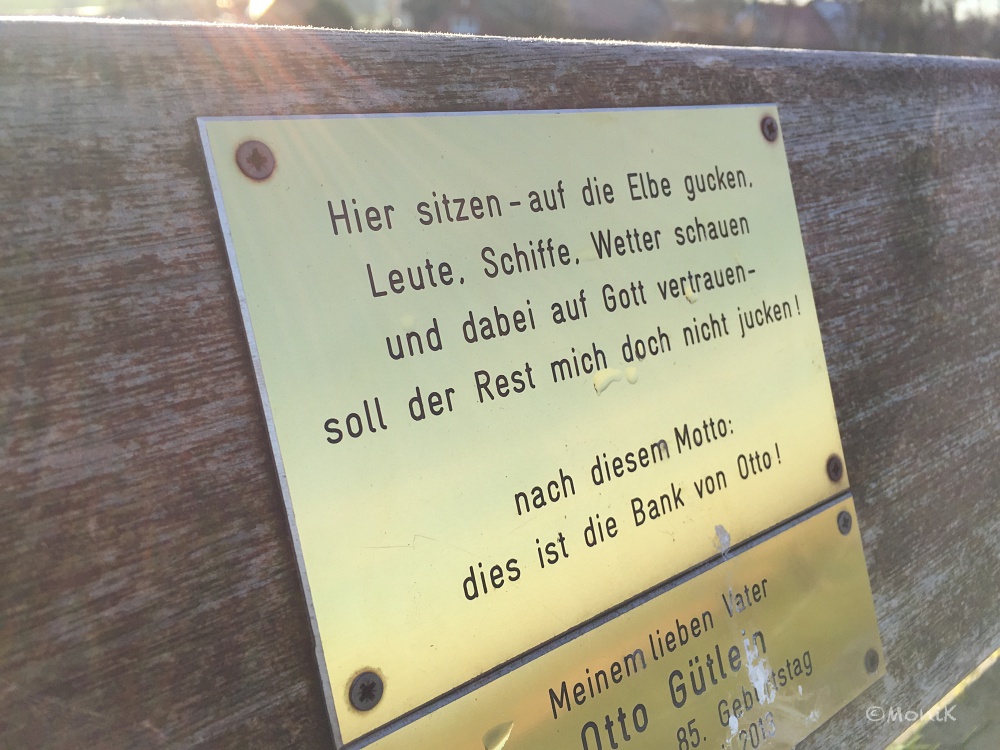 Hier sitzen – auf die Elbe gucken,
Leute, Schiffe, Wetter schauen
und dabei auf Gott vertrauen –
soll der Rest mich doch nicht jucken!
nach diesem Motto:
dies ist die Bank von Otto!
Meinem lieben Vater
Otto Gütlein
85. Geburtstag
2013
©MoniK